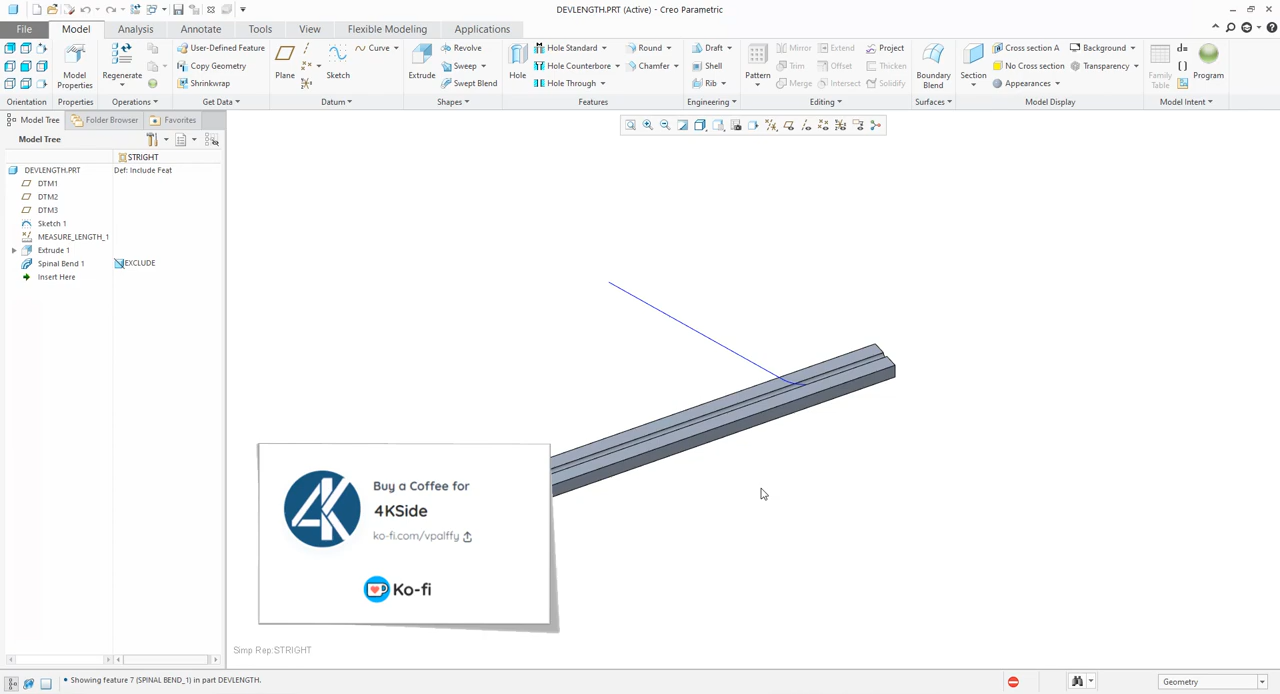 DEVLENGTH.PRT (Active) - Creo Parametric
File Model Analysis Annotate Tools View Flexible Modeling Applications
User-Defined Feature
Copy Geometry
Shrinkwrap
Model Properties
Regenerate
Plane
Curve
Sketch
Extrude
Revolve
Sweep
Swept Blend
Hole
Hole Standard
Hole Counterbore
Hole Through
Round
Chamfer
Draft
Shell
Rib
Pattern
Mirror Extend Project
Trim Offset Thicken
Merge Intersect Solidify
Boundary Blend
Section
Cross section A
No Cross section
Appearances
Background
Transparency
Family Table
d=
{ }
Program
Orientation Properties Operations Get Data Datum Shapes Features Engineering Editing Surfaces Model Display Model Intent
Model Tree Folder Browser Favorites
Model Tree
STRIGHT
DEVLENGTH.PRT Def: Include Feat
DTM1
DTM2
DTM3
Sketch 1
MEASURE_LENGTH_1
Extrude 1
Spinal Bend 1 EXCLUDE
Insert Here
4K
Buy a Coffee for
4KSide
ko-fi.com/vpalffy
Ko-fi
Simp Rep:STRIGHT
• Showing feature 7 (SPINAL BEND_1) in part DEVLENGTH.
Geometry